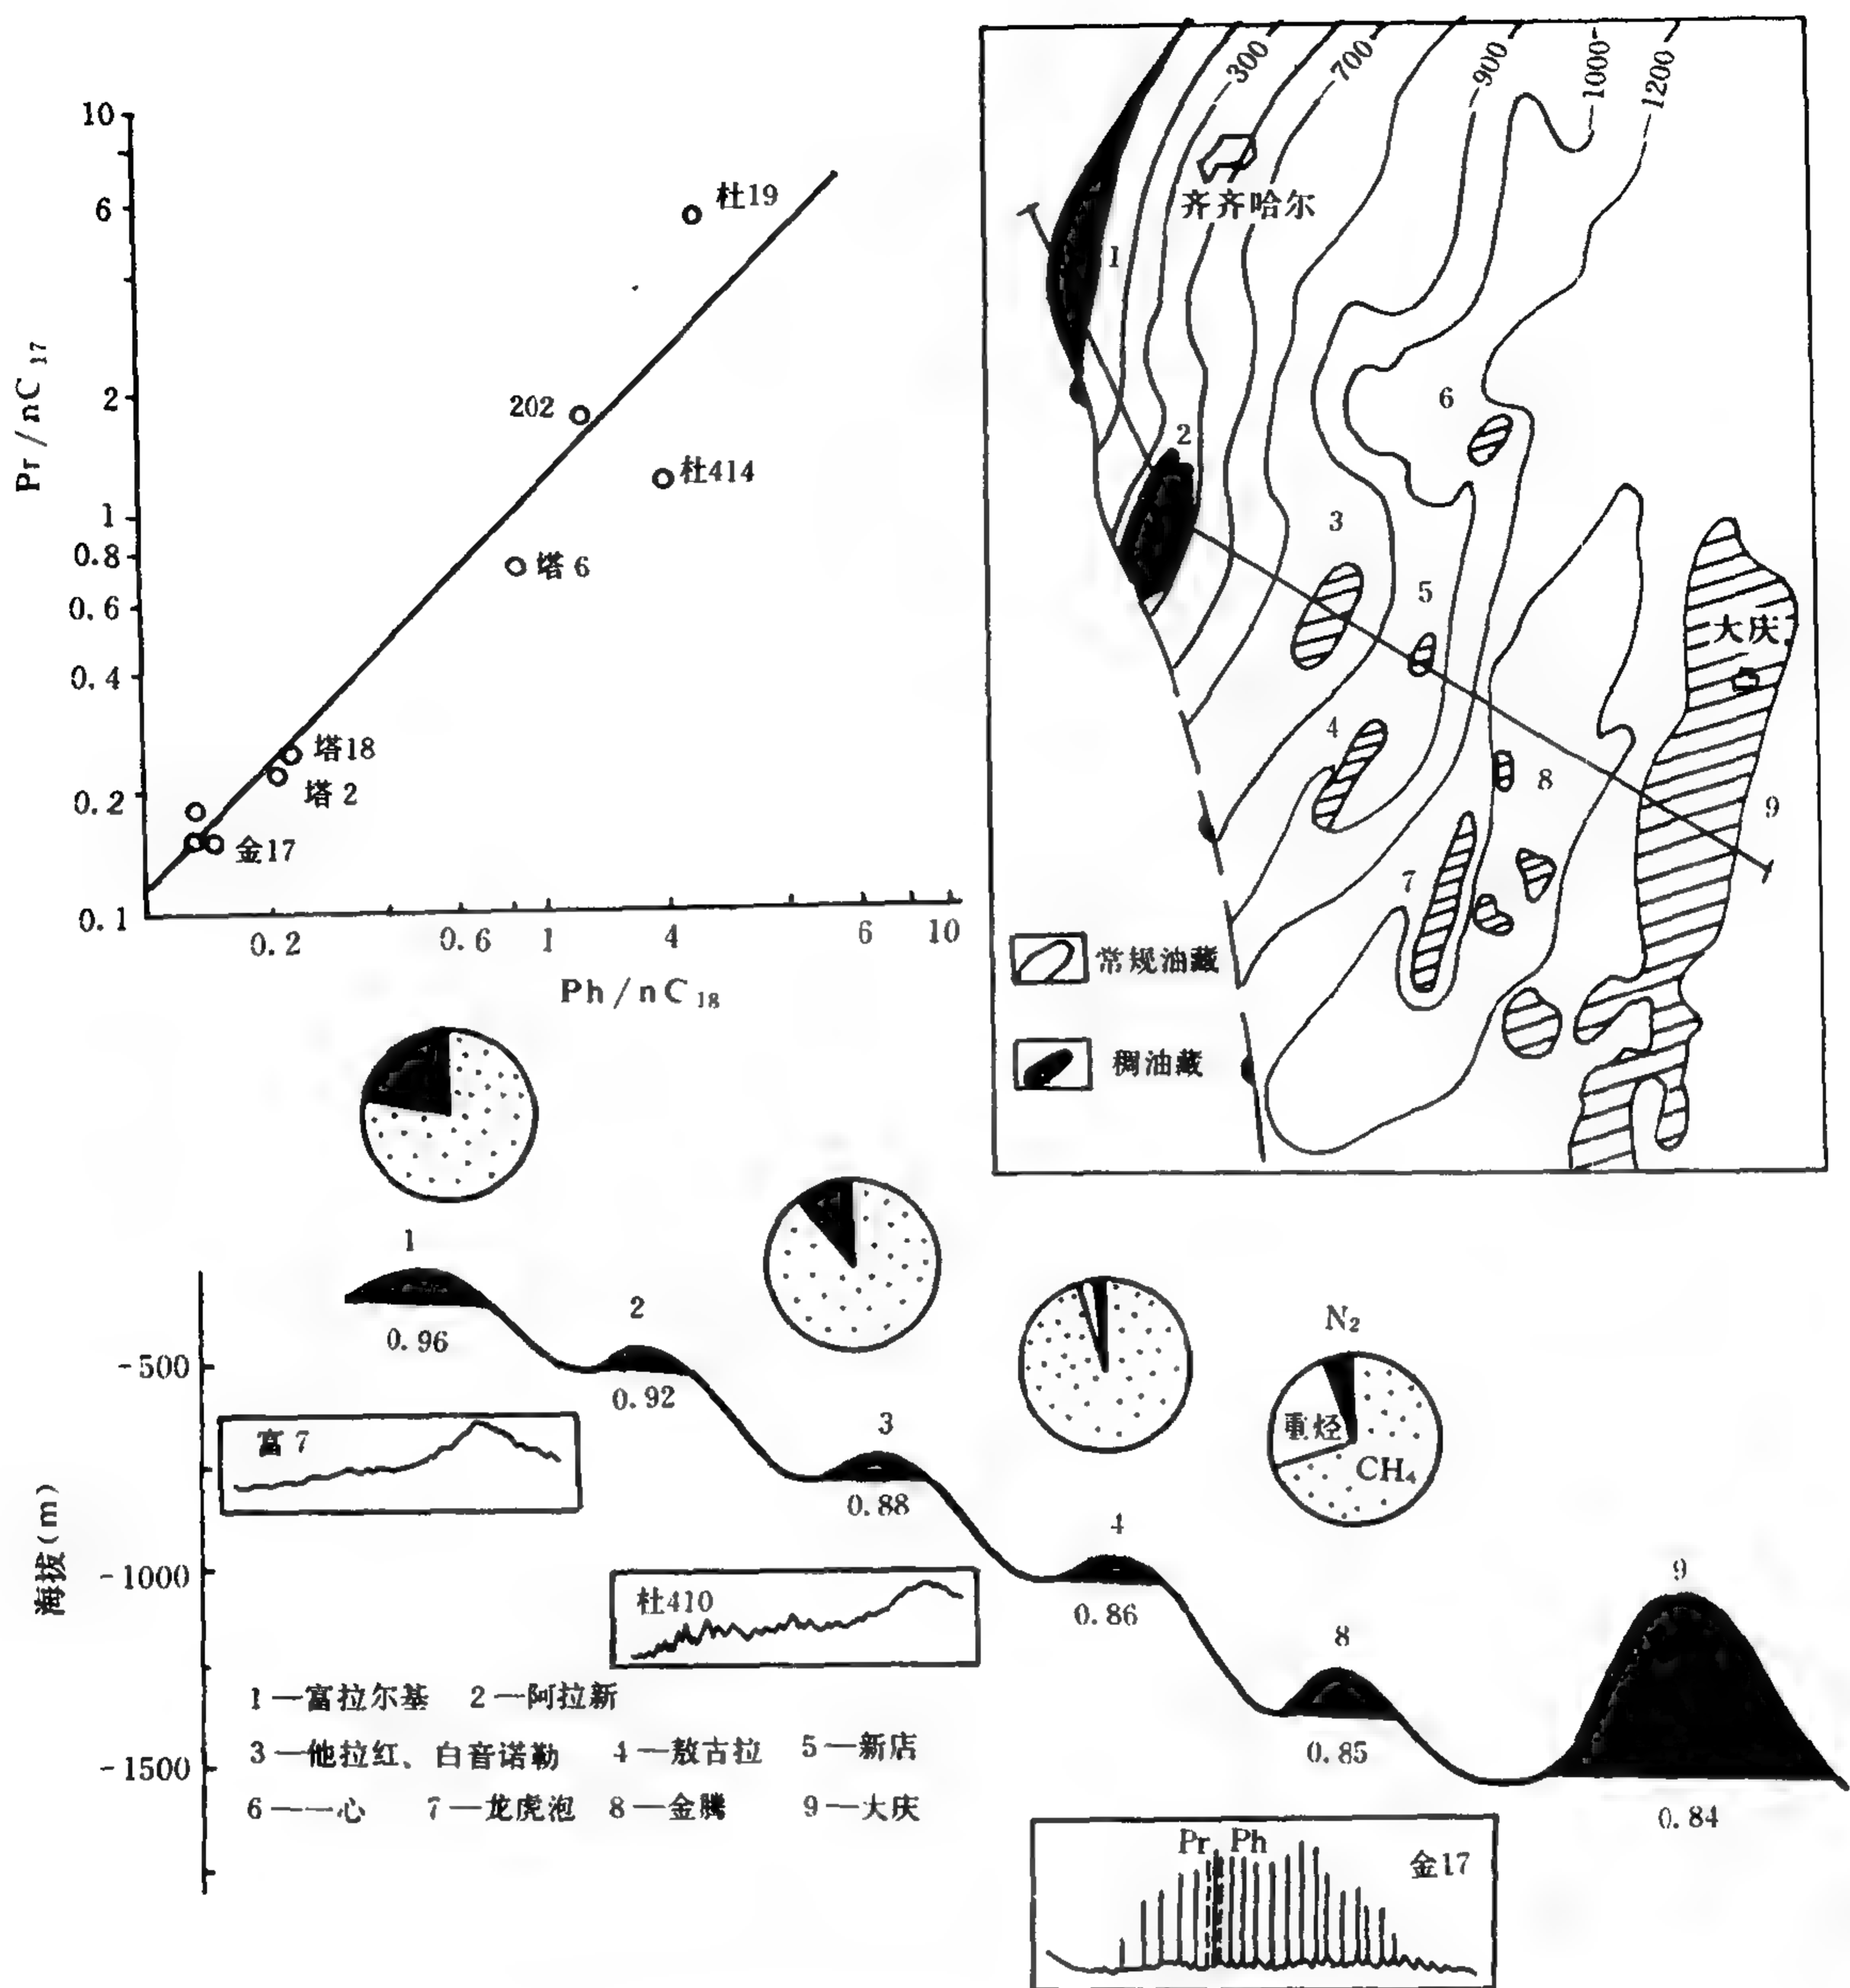 10
6
2
1
0.8
0.6
0.4
0.2
0.1
Pr/nC₁₇
杜19
202
杜414
塔6
塔18
塔2
金17
0.2 0.6 1 4 6 10
Ph/nC₁₈
300 700 900 1000 1200
齐齐哈尔
1
2
6
3
5
大庆
4
8
9
7
常规油藏
稠油藏
1
0.96
2
0.92
3
0.88
4
0.86
8
0.85
9
0.84
N₂
重烃
CH₄
海拔(m)
-500
-1000
-1500
富7
杜410
1—富拉尔基 2—阿拉新
3—他拉红、白音诺勒 4—敖古拉 5—新店
6—一心 7—龙虎泡 8—金腾 9—大庆
Pr Ph
金17